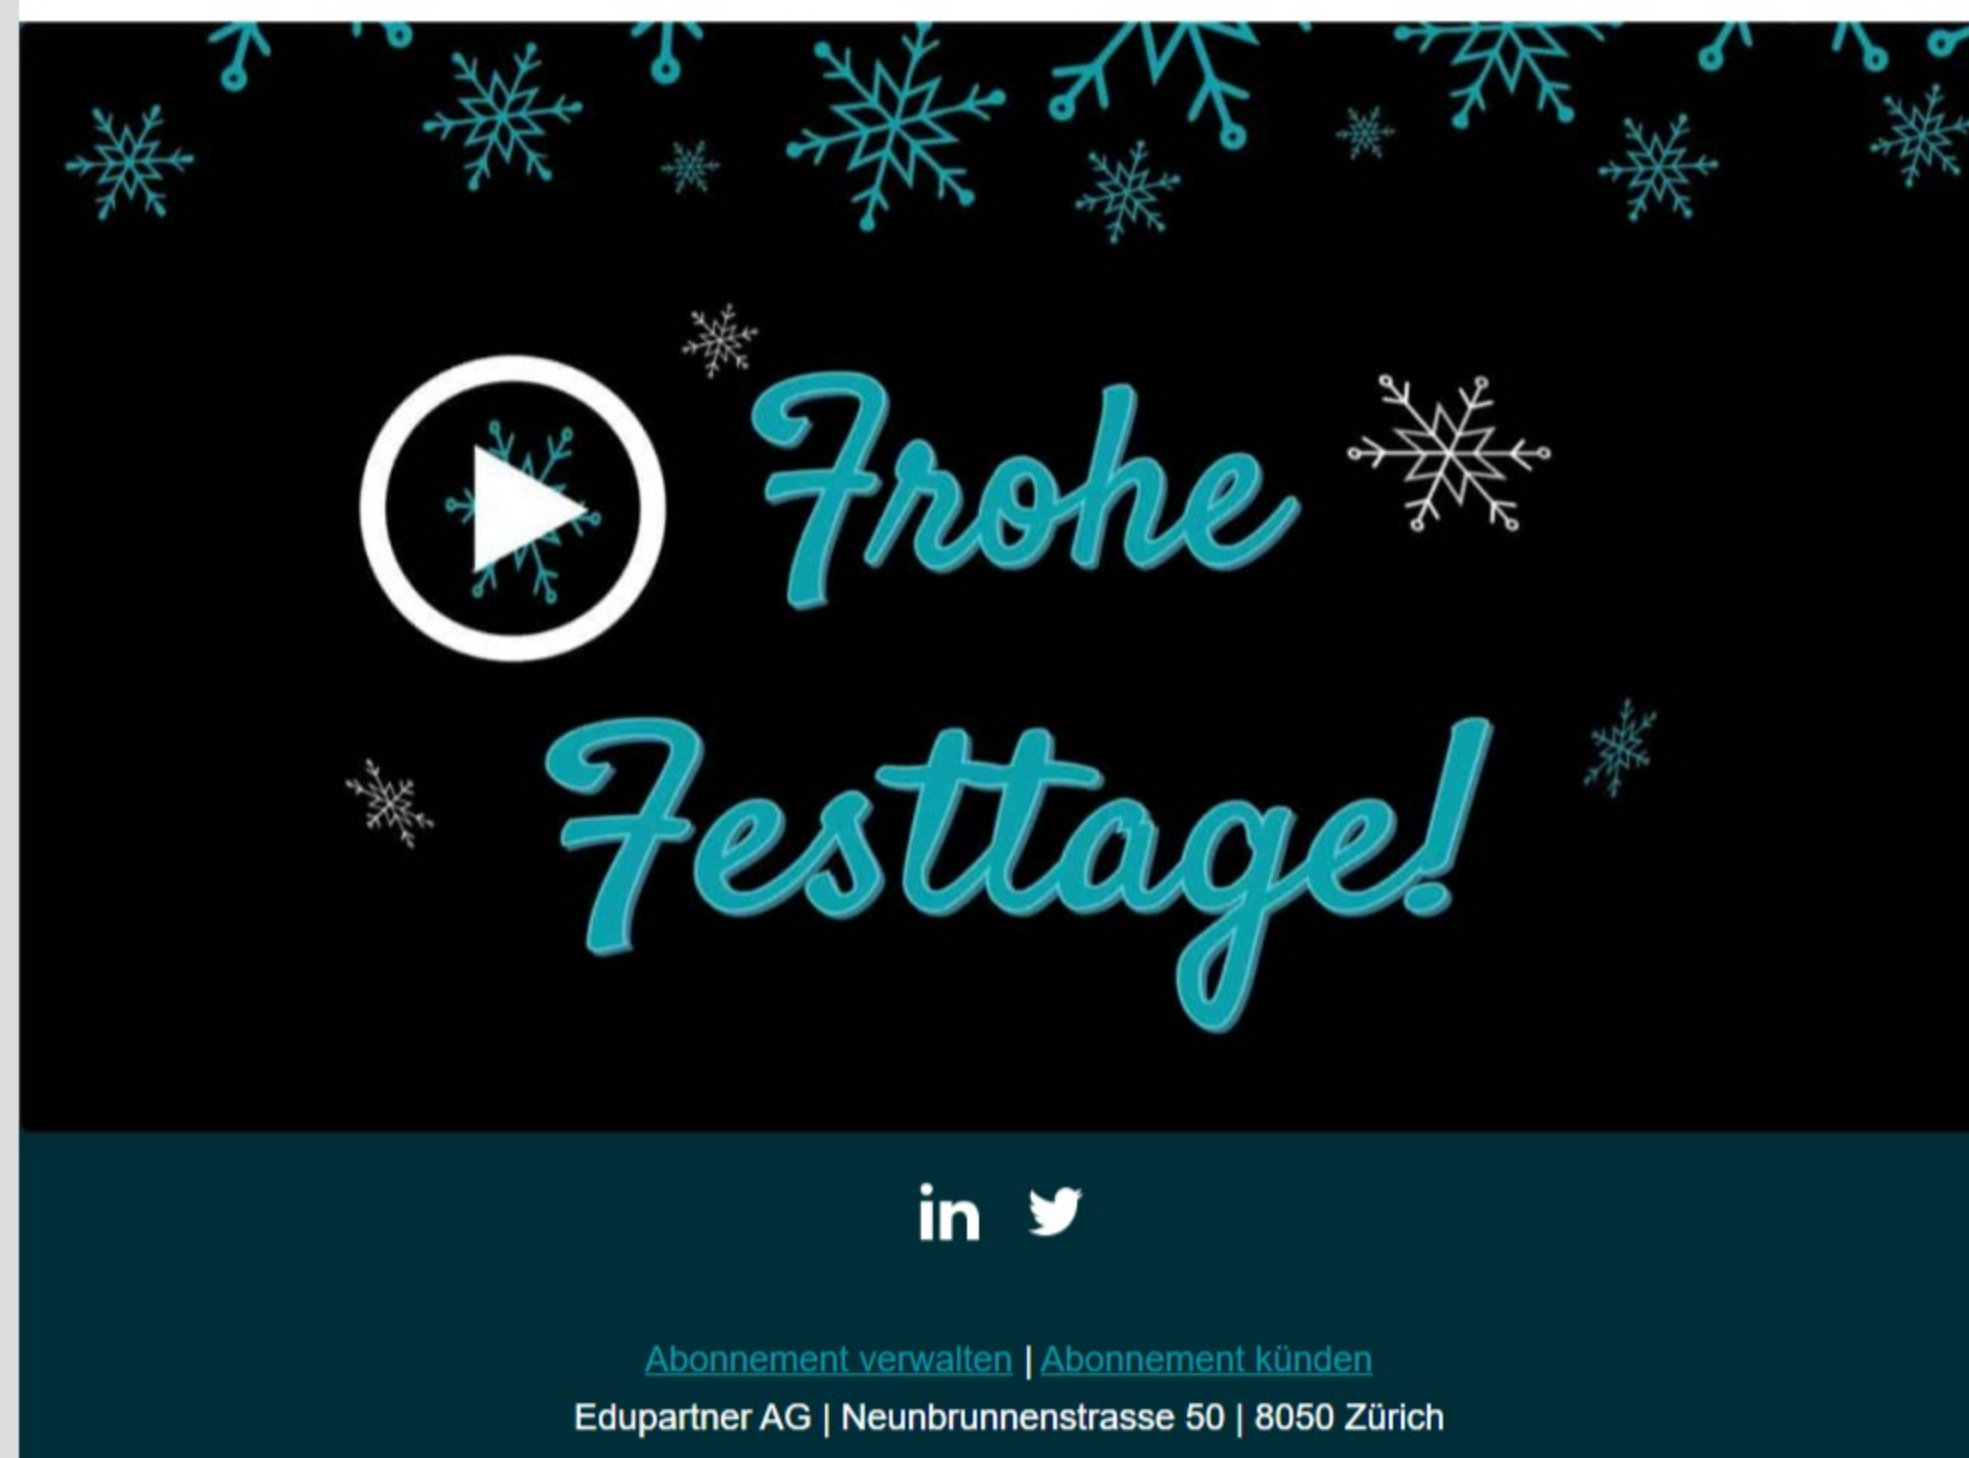 Frohe
Festtage!
in
Abonnement verwalten | Abonnement künden
Edupartner AG | Neunbrunnenstrasse 50 | 8050 Zürich